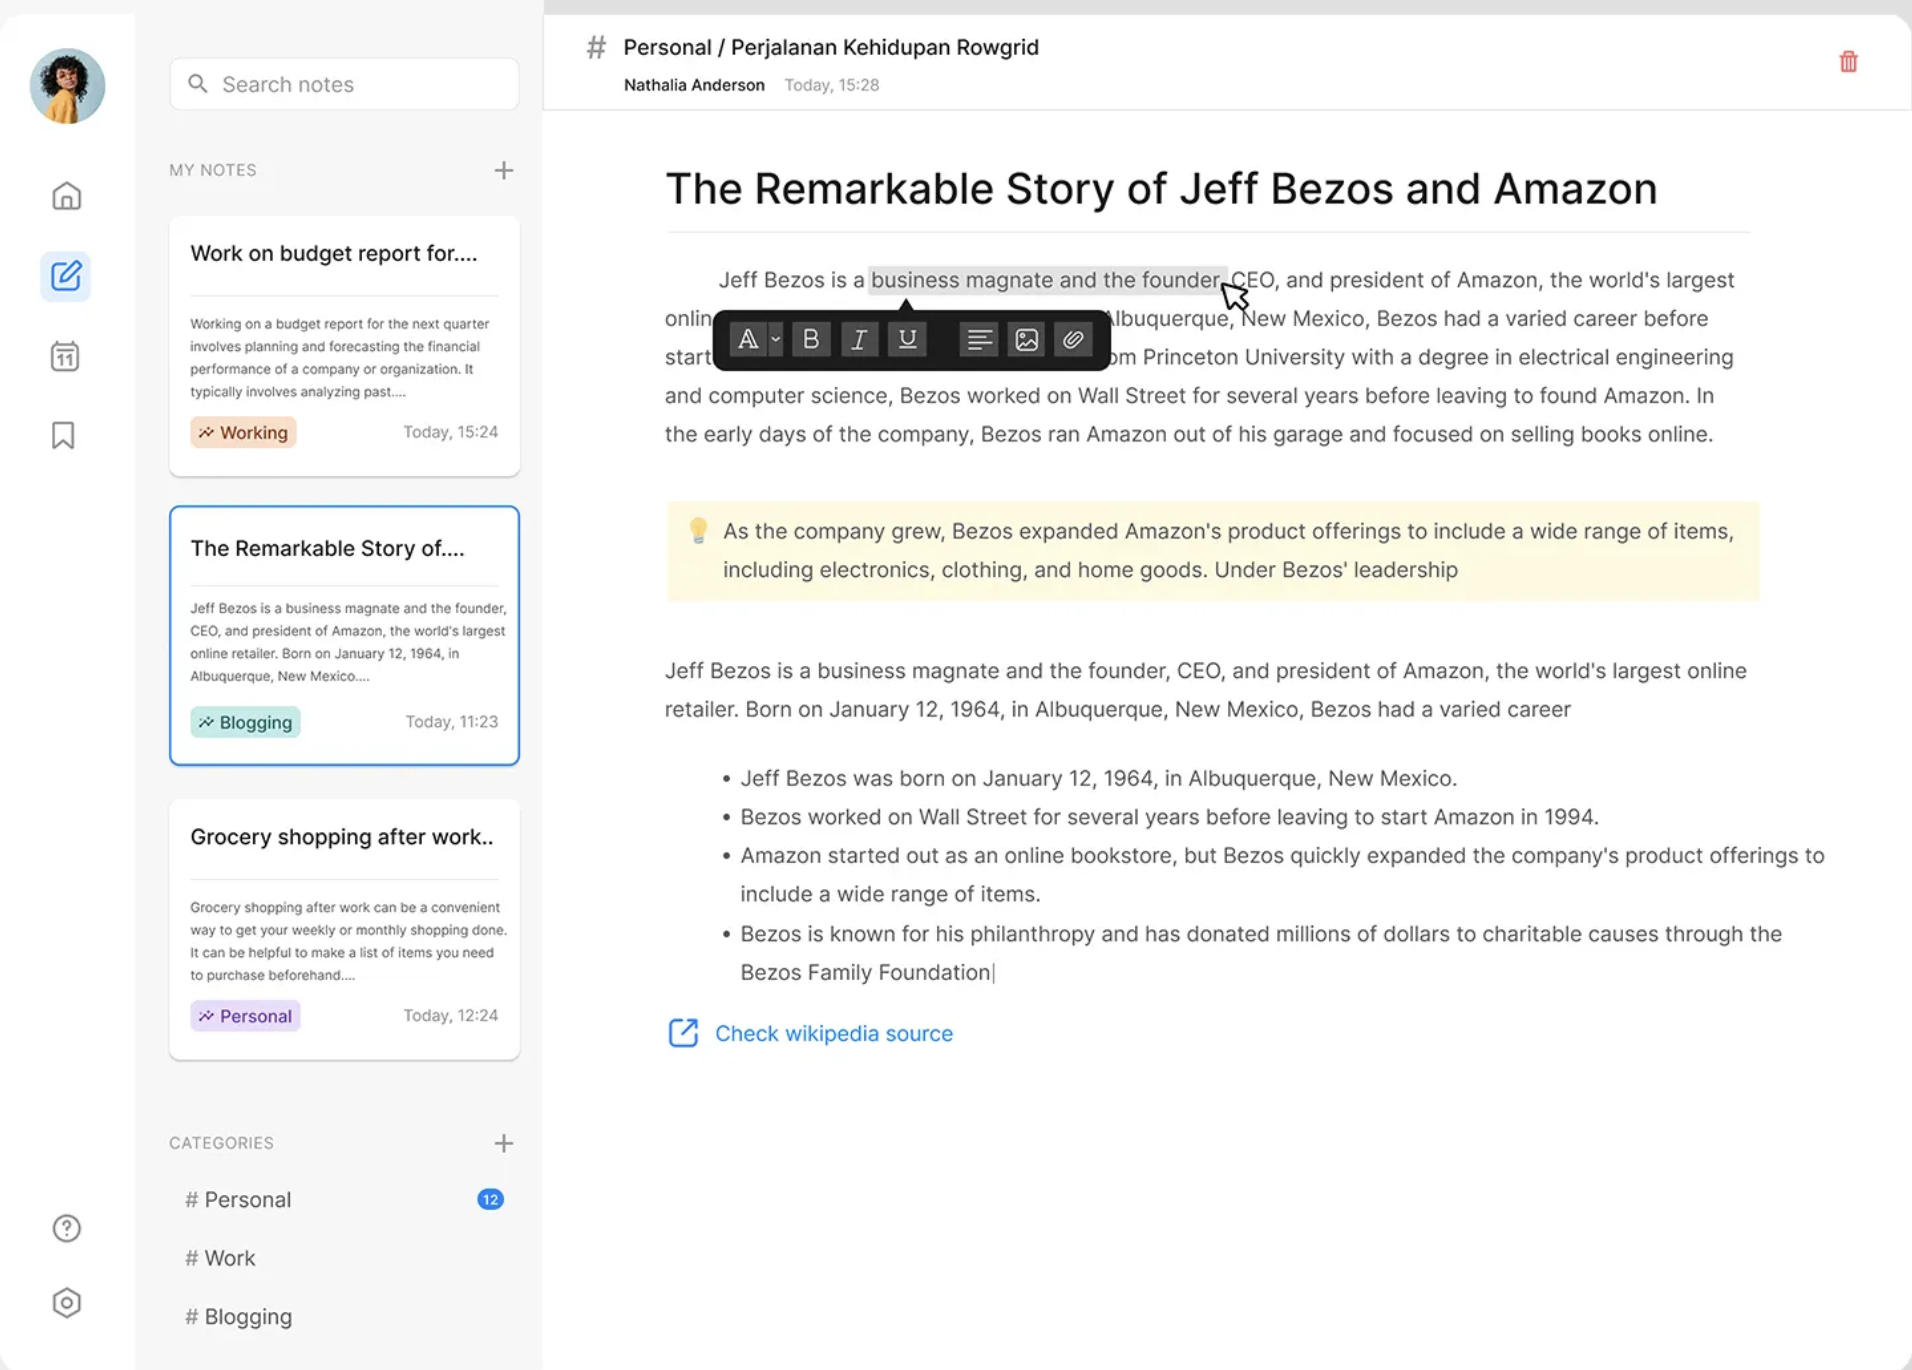 Search notes
MY NOTES
Work on budget report for....
Working on a budget report for the next quarter
involves planning and forecasting the financial
performance of a company or organization. It
typically involves analyzing past....
Working
Today, 15:24
The Remarkable Story of....
Jeff Bezos is a business magnate and the founder,
CEO, and president of Amazon, the world's largest
online retailer. Born on January 12, 1964, in
Albuquerque, New Mexico....
Blogging
Today, 11:23
Grocery shopping after work..
Grocery shopping after work can be a convenient
way to get your weekly or monthly shopping done.
It can be helpful to make a list of items you need
to purchase beforehand....
Personal
Today, 12:24
CATEGORIES
# Personal
12
# Work
# Blogging
11
# Personal / Perjalanan Kehidupan Rowgrid
Nathalia Anderson Today, 15:28
The Remarkable Story of Jeff Bezos and Amazon
Jeff Bezos is a business magnate and the founder, CEO, and president of Amazon, the world's largest
onlin Albuquerque, New Mexico, Bezos had a varied career before
start om Princeton University with a degree in electrical engineering
A B I U
and computer science, Bezos worked on Wall Street for several years before leaving to found Amazon. In
the early days of the company, Bezos ran Amazon out of his garage and focused on selling books online.
As the company grew, Bezos expanded Amazon's product offerings to include a wide range of items,
including electronics, clothing, and home goods. Under Bezos' leadership
Jeff Bezos is a business magnate and the founder, CEO, and president of Amazon, the world's largest online
retailer. Born on January 12, 1964, in Albuquerque, New Mexico, Bezos had a varied career
• Jeff Bezos was born on January 12, 1964, in Albuquerque, New Mexico.
• Bezos worked on Wall Street for several years before leaving to start Amazon in 1994.
• Amazon started out as an online bookstore, but Bezos quickly expanded the company's product offerings to
include a wide range of items.
• Bezos is known for his philanthropy and has donated millions of dollars to charitable causes through the
Bezos Family Foundation
Check wikipedia source